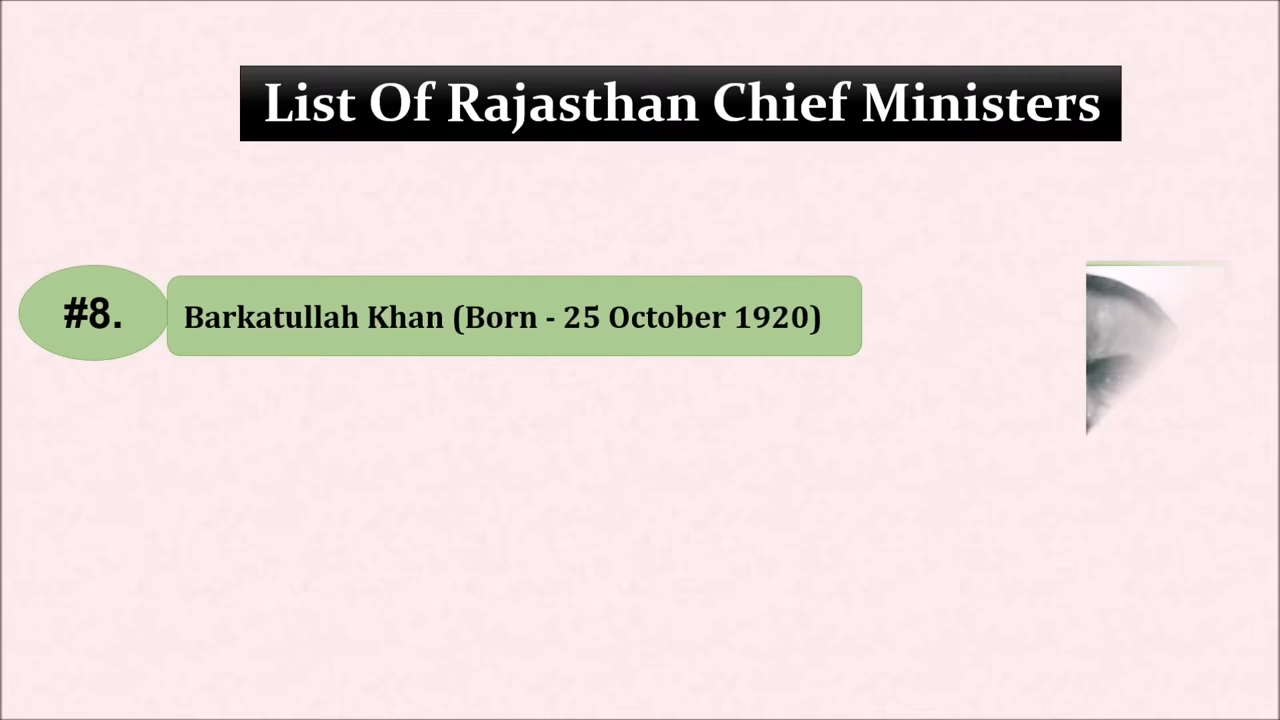 List Of Rajasthan Chief Ministers
#8.
Barkatullah Khan (Born - 25 October 1920)